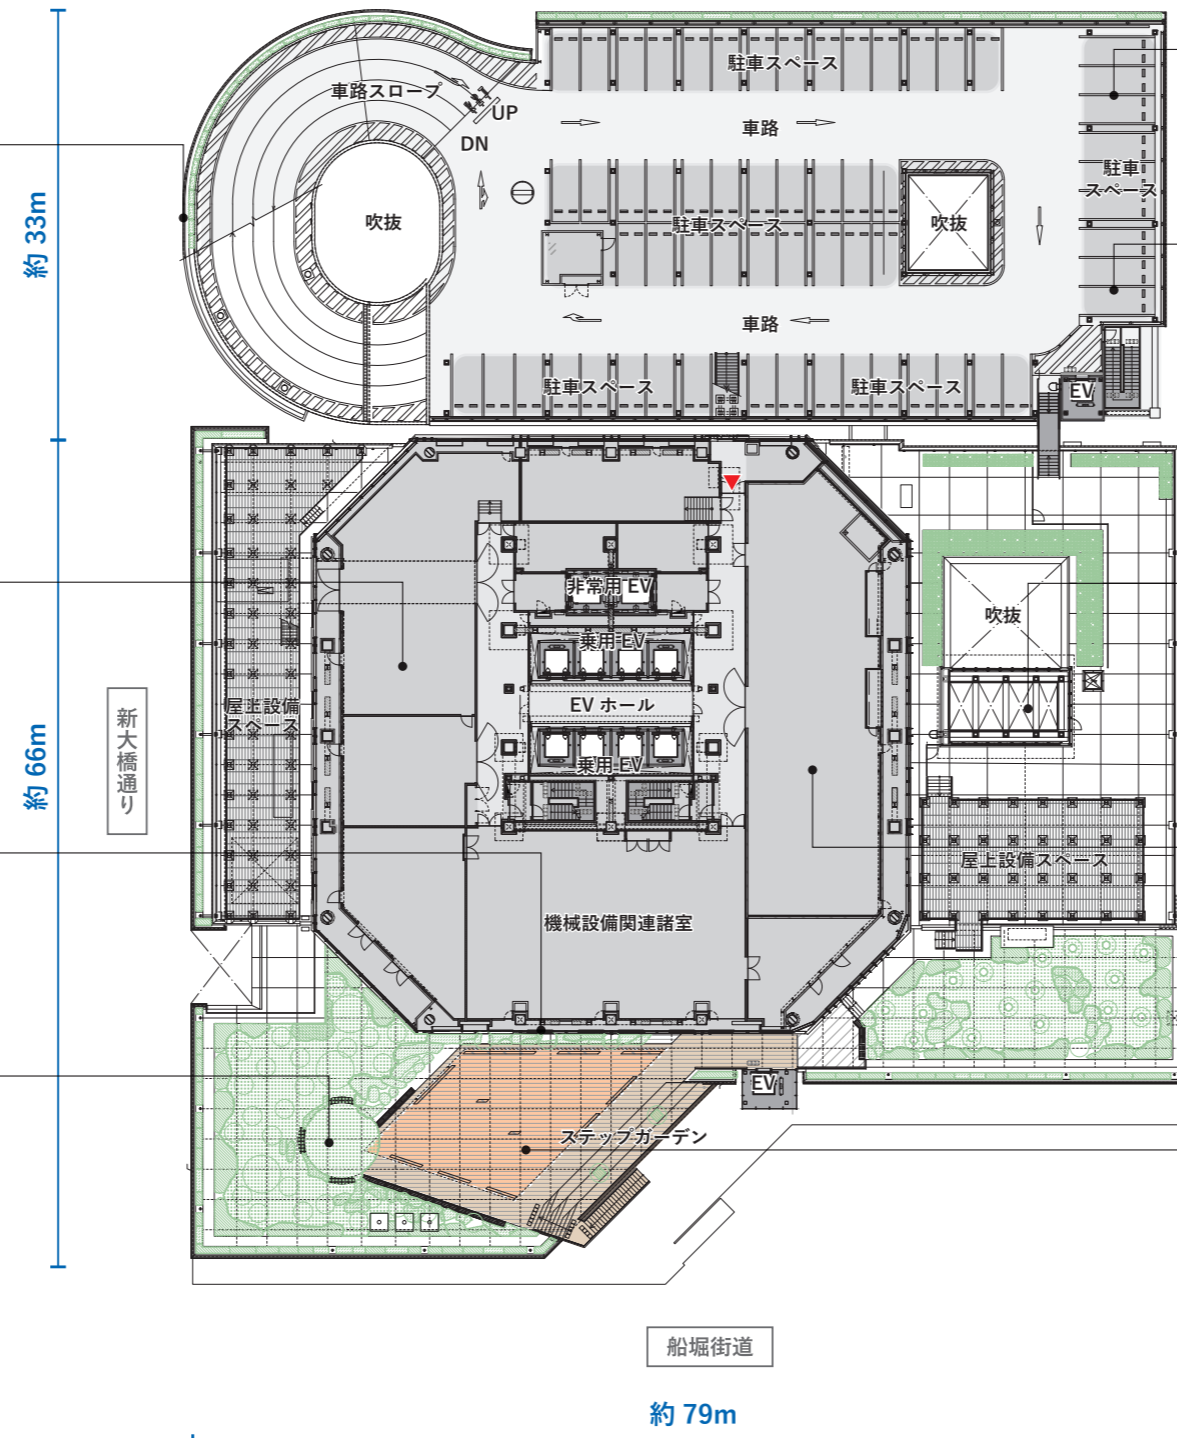 駐車スペース
車路スロープ
UP
DN
車路
駐車
スペース
約 33m
吹抜
駐車スペース
吹抜
車路
駐車スペース
駐車スペース
EV
非常用 EV
吹抜
乗用 EV
EV ホール
屋上設備
スペース
新大橋通り
約 66m
乗用 EV
屋上設備スペース
機械設備関連諸室
EV
ステップガーデン
船堀街道
約 79m